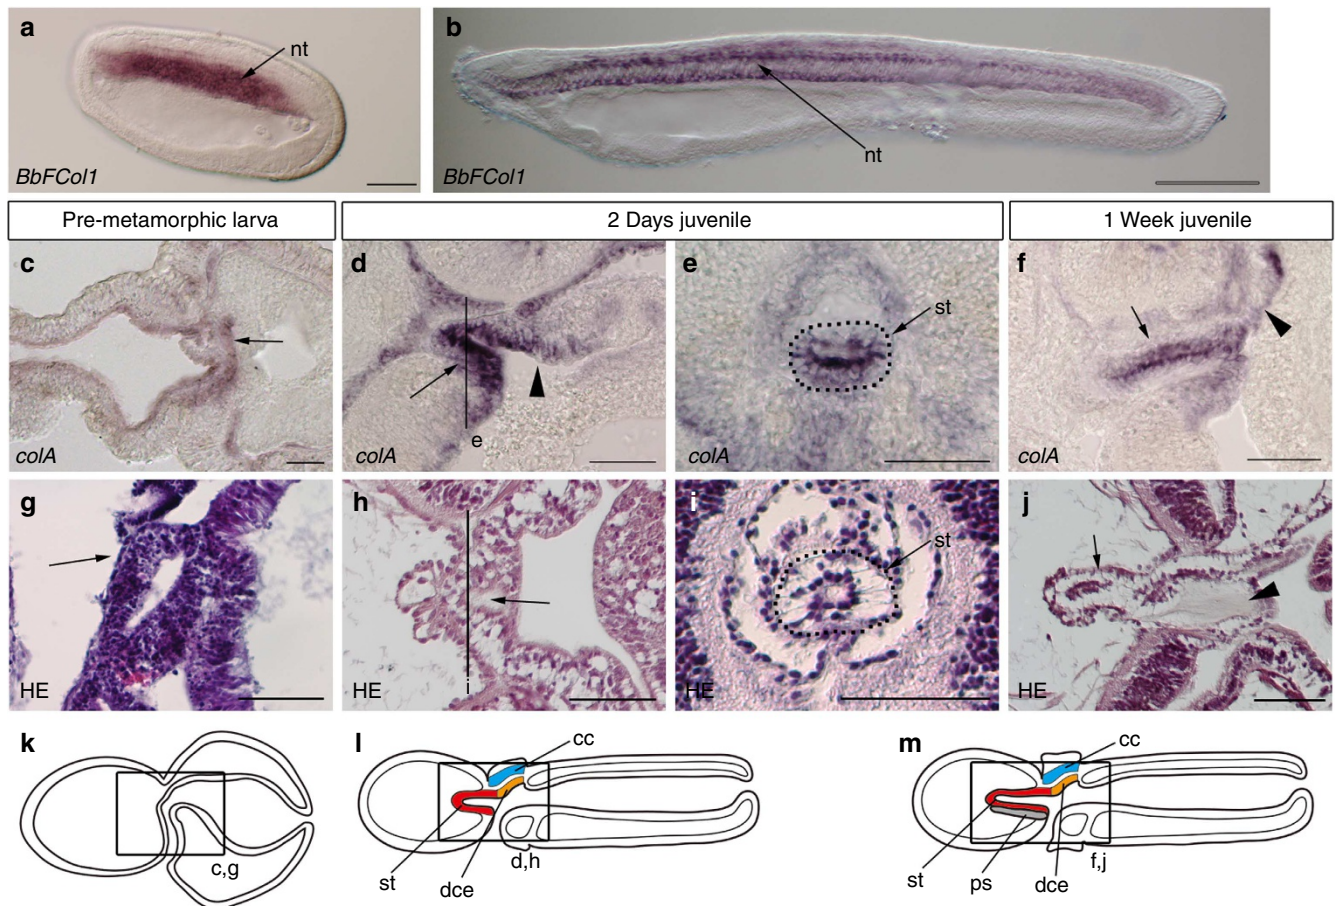 a
nt
BbFCol1
b
nt
BbFCol1
Pre-metamorphic larva
2 Days juvenile
1 Week juvenile
c
colA
d
e
colA
e
st
colA
f
colA
g
HE
h
i
HE
i
st
HE
j
HE
k
c,g
l
cc
st
dce
d,h
m
cc
st
ps
dce
f,j